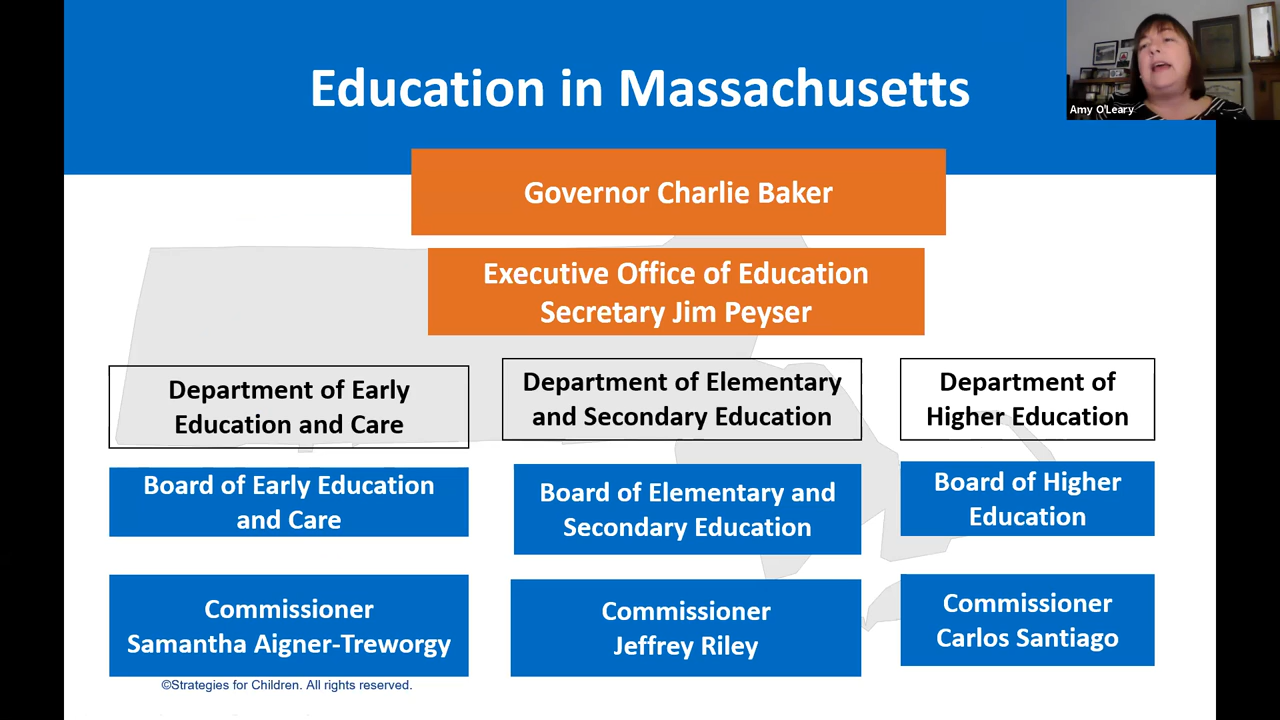 Education in Massachusetts
Amy O'Leary
Governor Charlie Baker
Executive Office of Education
Secretary Jim Peyser
Department of Early
Education and Care
Department of Elementary
and Secondary Education
Department of
Higher Education
Board of Early Education
and Care
Board of Elementary and
Secondary Education
Board of Higher
Education
Commissioner
Samantha Aigner-Treworgy
Commissioner
Jeffrey Riley
Commissioner
Carlos Santiago
©Strategies for Children. All rights reserved.